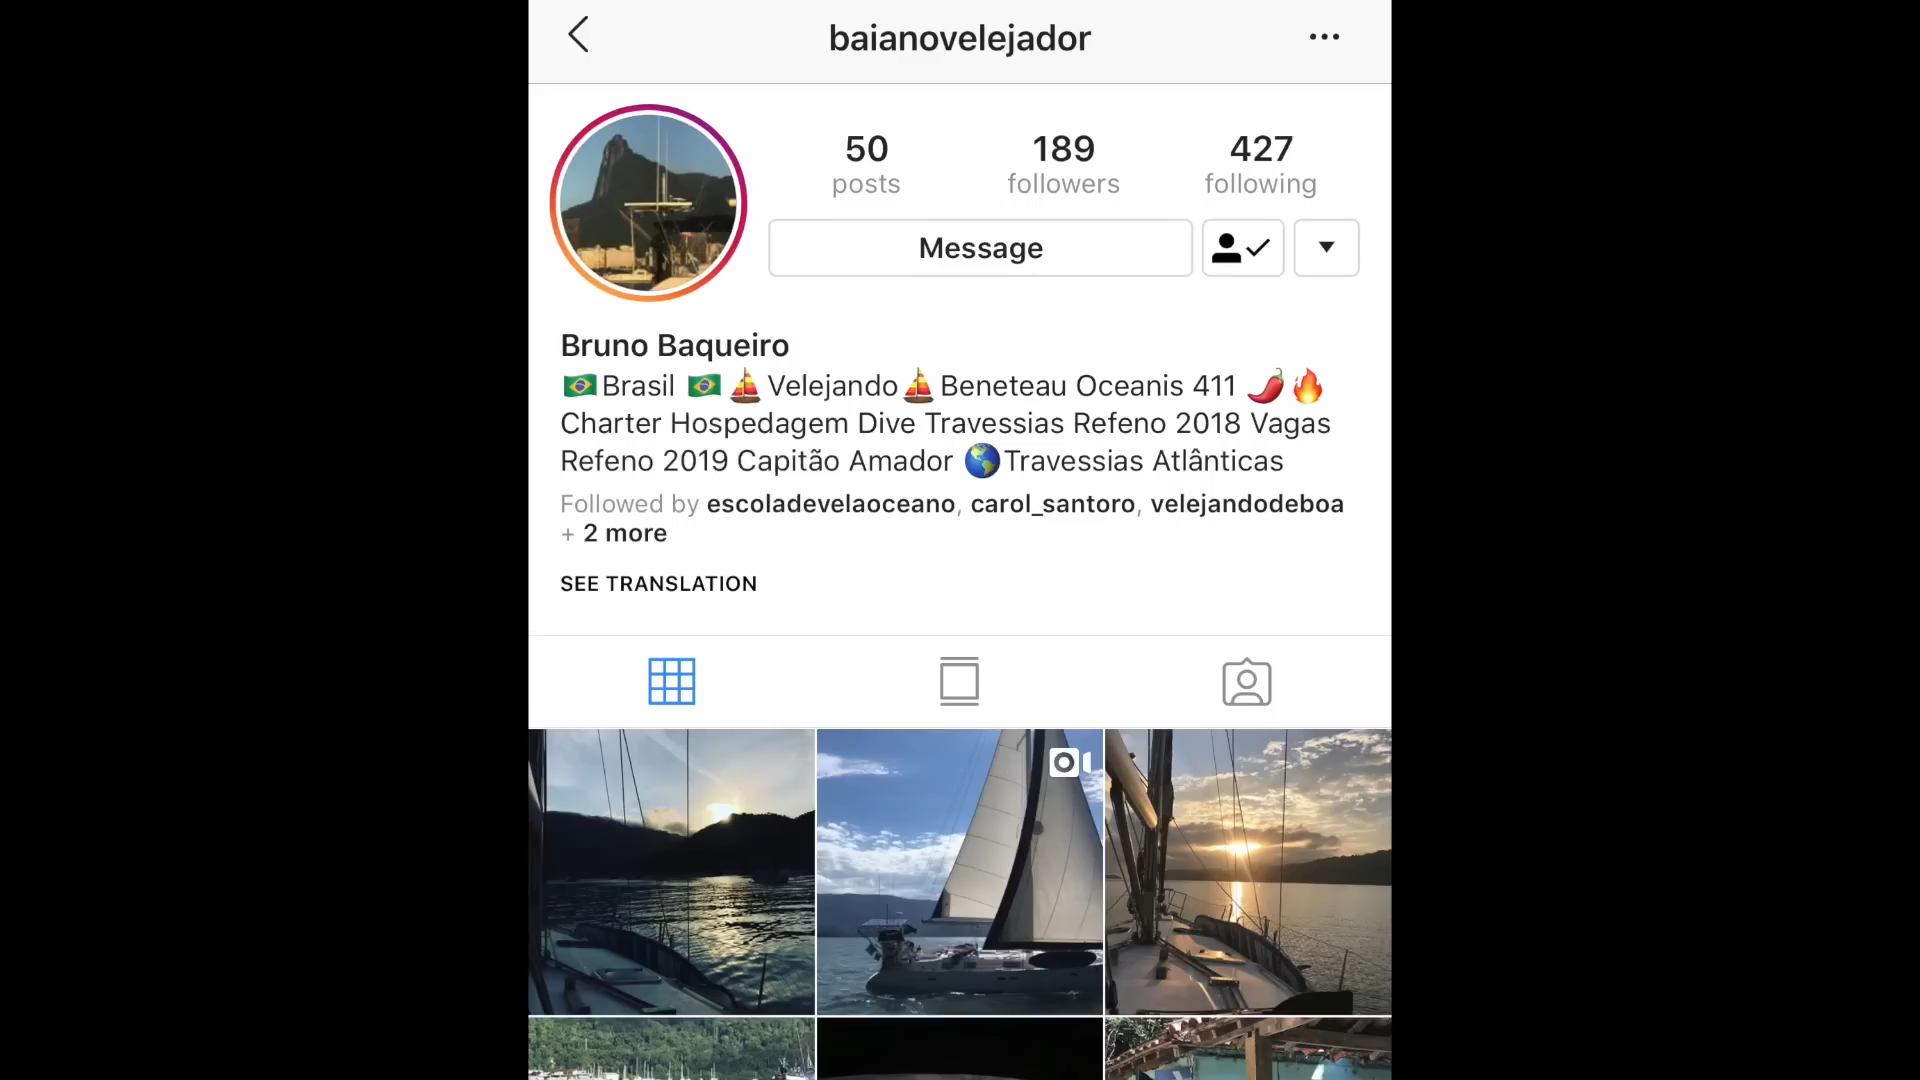 baianovelejador
50 189 427
posts followers following
Message
Bruno Baqueiro
🇧🇷Brasil 🇧🇷 ⛵Velejando⛵Beneteau Oceanis 411 🌶🔥
Charter Hospedagem Dive Travessias Refeno 2018 Vagas
Refeno 2019 Capitão Amador 🌎Travessias Atlânticas
Followed by escoladevelaoceano, carol_santoro, velejandodeboa
+ 2 more
SEE TRANSLATION